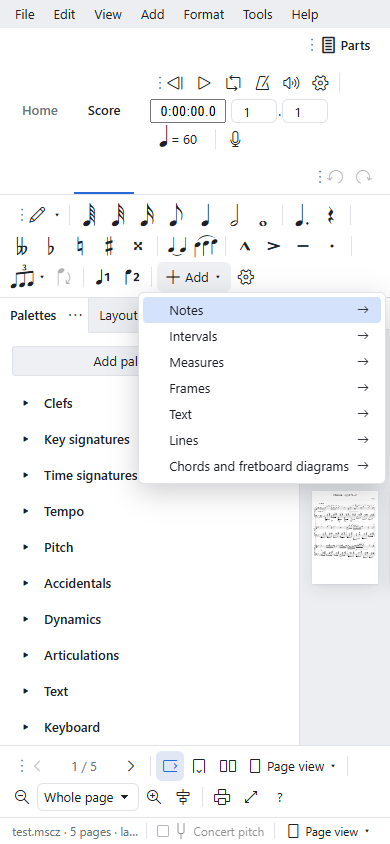 File Edit View Add Format Tools Help
Parts
Home Score 0:00:00.0 1 . 1
= 60
3 1 2 Add
Palettes ··· Layout
Notes
Add pal
Intervals
Measures
Frames
Text
Lines
Chords and fretboard diagrams
Clefs
Key signatures
Time signatures
Tempo
Pitch
Accidentals
Dynamics
Articulations
Text
Keyboard
1 / 5 Page view
Whole page ?
test.mscz · 5 pages · la... Concert pitch Page view